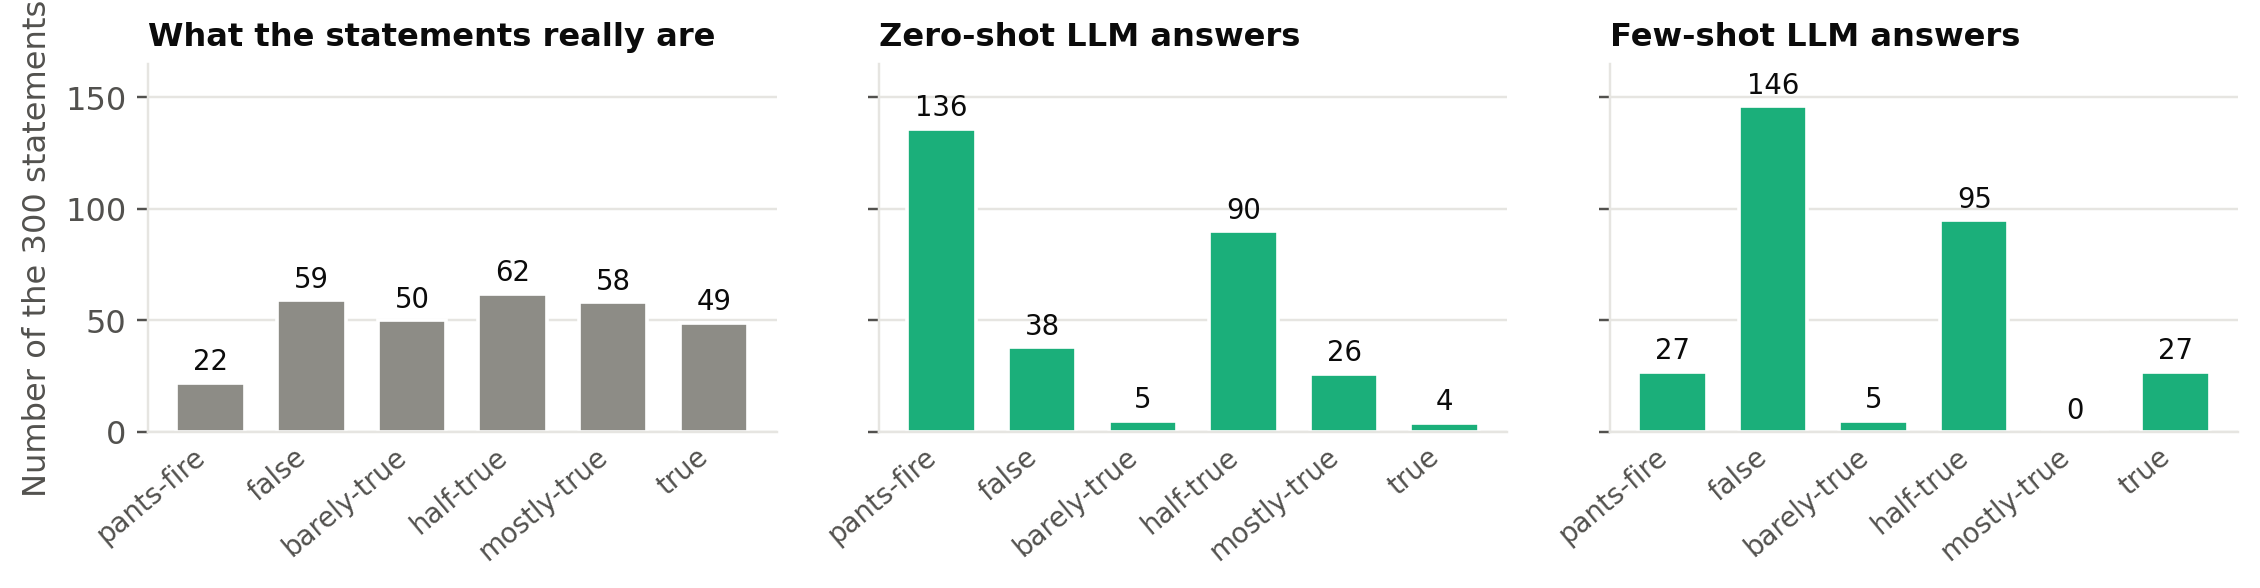 What the statements really are
Number of the 300 statements
150
100
50
0
22
59
50
62
58
49
pants-fire
false
barely-true
half-true
mostly-true
true
Zero-shot LLM answers
136
38
5
90
26
4
pants-fire
false
barely-true
half-true
mostly-true
true
Few-shot LLM answers
27
146
5
95
0
27
pants-fire
false
barely-true
half-true
mostly-true
true